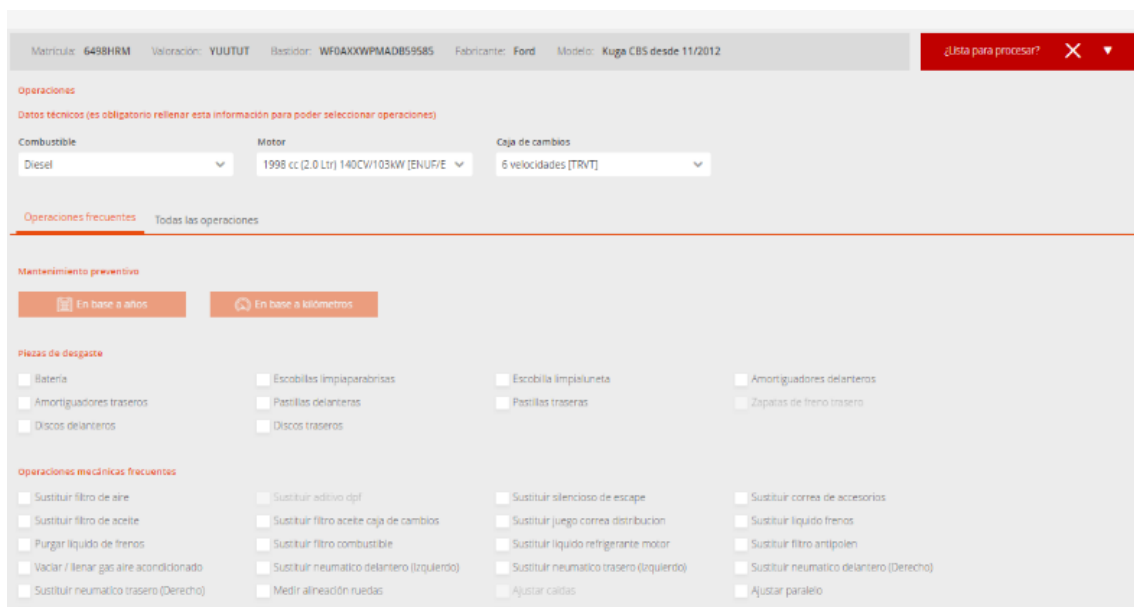 Matrícula: 6498HRM Valoración: YUUTUT Bastidor: WF0AXXWPMADB59585 Fabricante: Ford Modelo: Kuga CBS desde 11/2012 ¿Lista para procesar?
Operaciones
Datos técnicos (es obligatorio rellenar esta información para poder seleccionar operaciones)
Combustible Motor Caja de cambios
Diesel 1998 cc (2.0 Ltr) 140CV/103kW [ENUF/E 6 velocidades [TRVT]
Operaciones frecuentes Todas las operaciones
Mantenimiento preventivo
En base a años En base a kilómetros
Piezas de desgaste
Batería Escobillas limpiaparabrisas Escobilla limpialuneta Amortiguadores delanteros
Amortiguadores traseros Pastillas delanteras Pastillas traseras Zapatas de freno trasero
Discos delanteros Discos traseros
Operaciones mecánicas frecuentes
Sustituir filtro de aire Sustituir aditivo dpf Sustituir silencioso de escape Sustituir correa de accesorios
Sustituir filtro de aceite Sustituir filtro aceite caja de cambios Sustituir juego correa distribucion Sustituir liquido frenos
Purgar líquido de frenos Sustituir filtro combustible Sustituir liquido refrigerante motor Sustituir filtro antipolen
Vaciar / llenar gas aire acondicionado Sustituir neumatico delantero (Izquierdo) Sustituir neumatico trasero (Izquierdo) Sustituir neumatico delantero (Derecho)
Sustituir neumatico trasero (Derecho) Medir alineación ruedas Ajustar caidas Ajustar paralelo